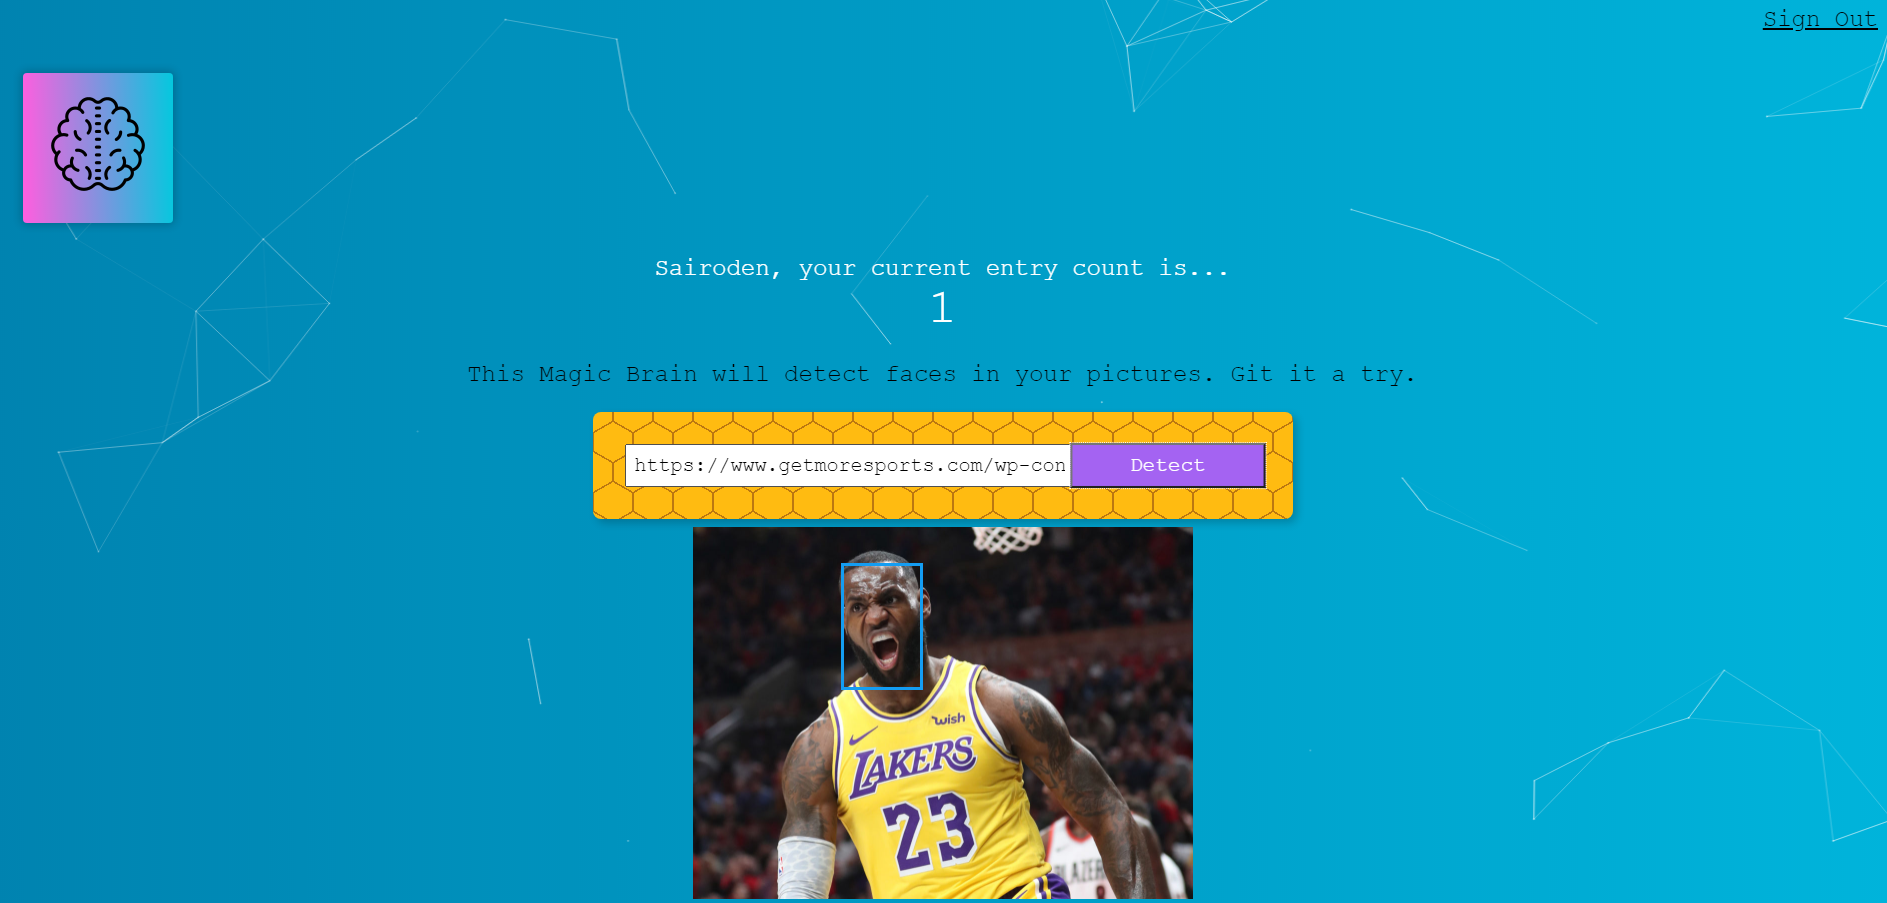 Sign Out
Sairoden, your current entry count is...
1
This Magic Brain will detect faces in your pictures. Git it a try.
https://www.getmoresports.com/wp-con
Detect
wish
LAKERS
23